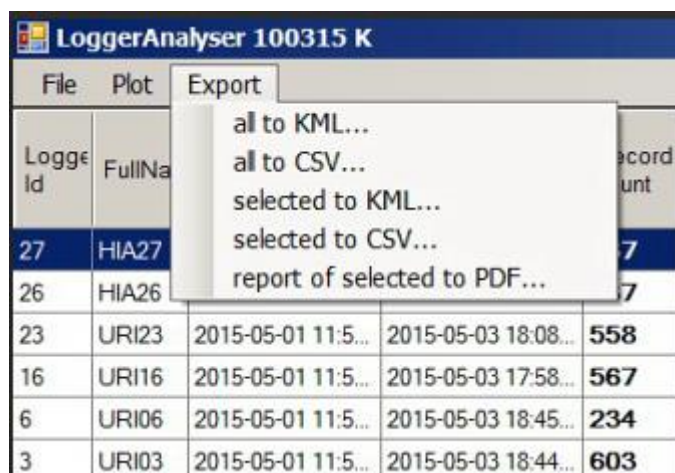 LoggerAnalyser 100315 K
File Plot Export
all to KML...
all to CSV...
selected to KML...
selected to CSV...
report of selected to PDF...
Logge
Id
FullNa
ecord
unt
27 HIA27 7
26 HIA26 7
23 URI23 2015-05-01 11:5... 2015-05-03 18:08... 558
16 URI16 2015-05-01 11:5... 2015-05-03 17:58... 567
6 URI06 2015-05-01 11:5... 2015-05-03 18:45... 234
3 URI03 2015-05-01 11:5... 2015-05-03 18:44... 603